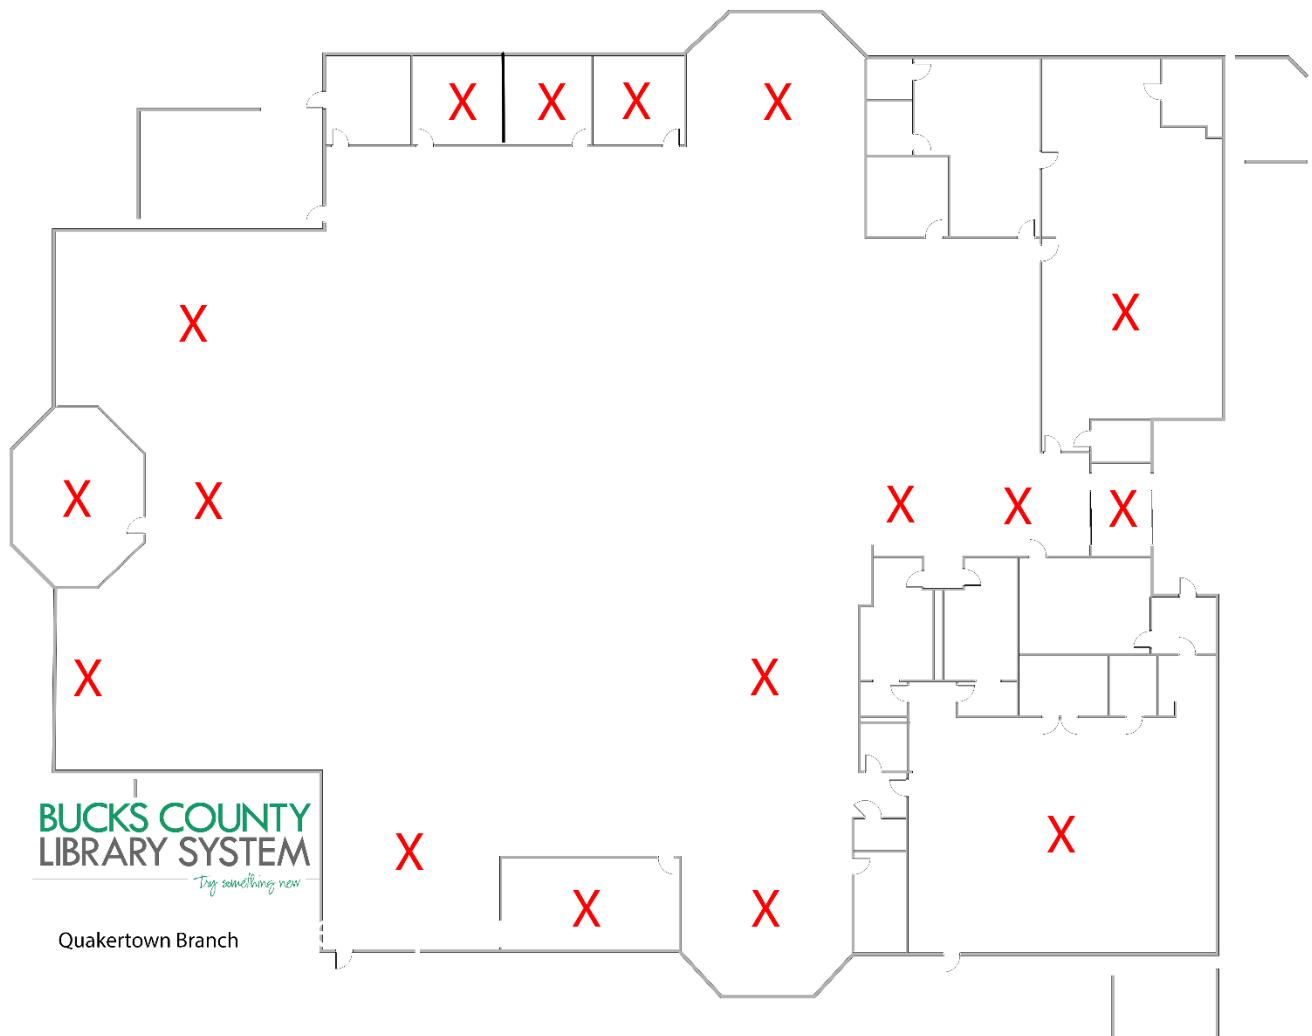 X X X X
X X
X X X X X
X X
X X
X X
BUCKS COUNTY
LIBRARY SYSTEM
Try something new
Quakertown Branch